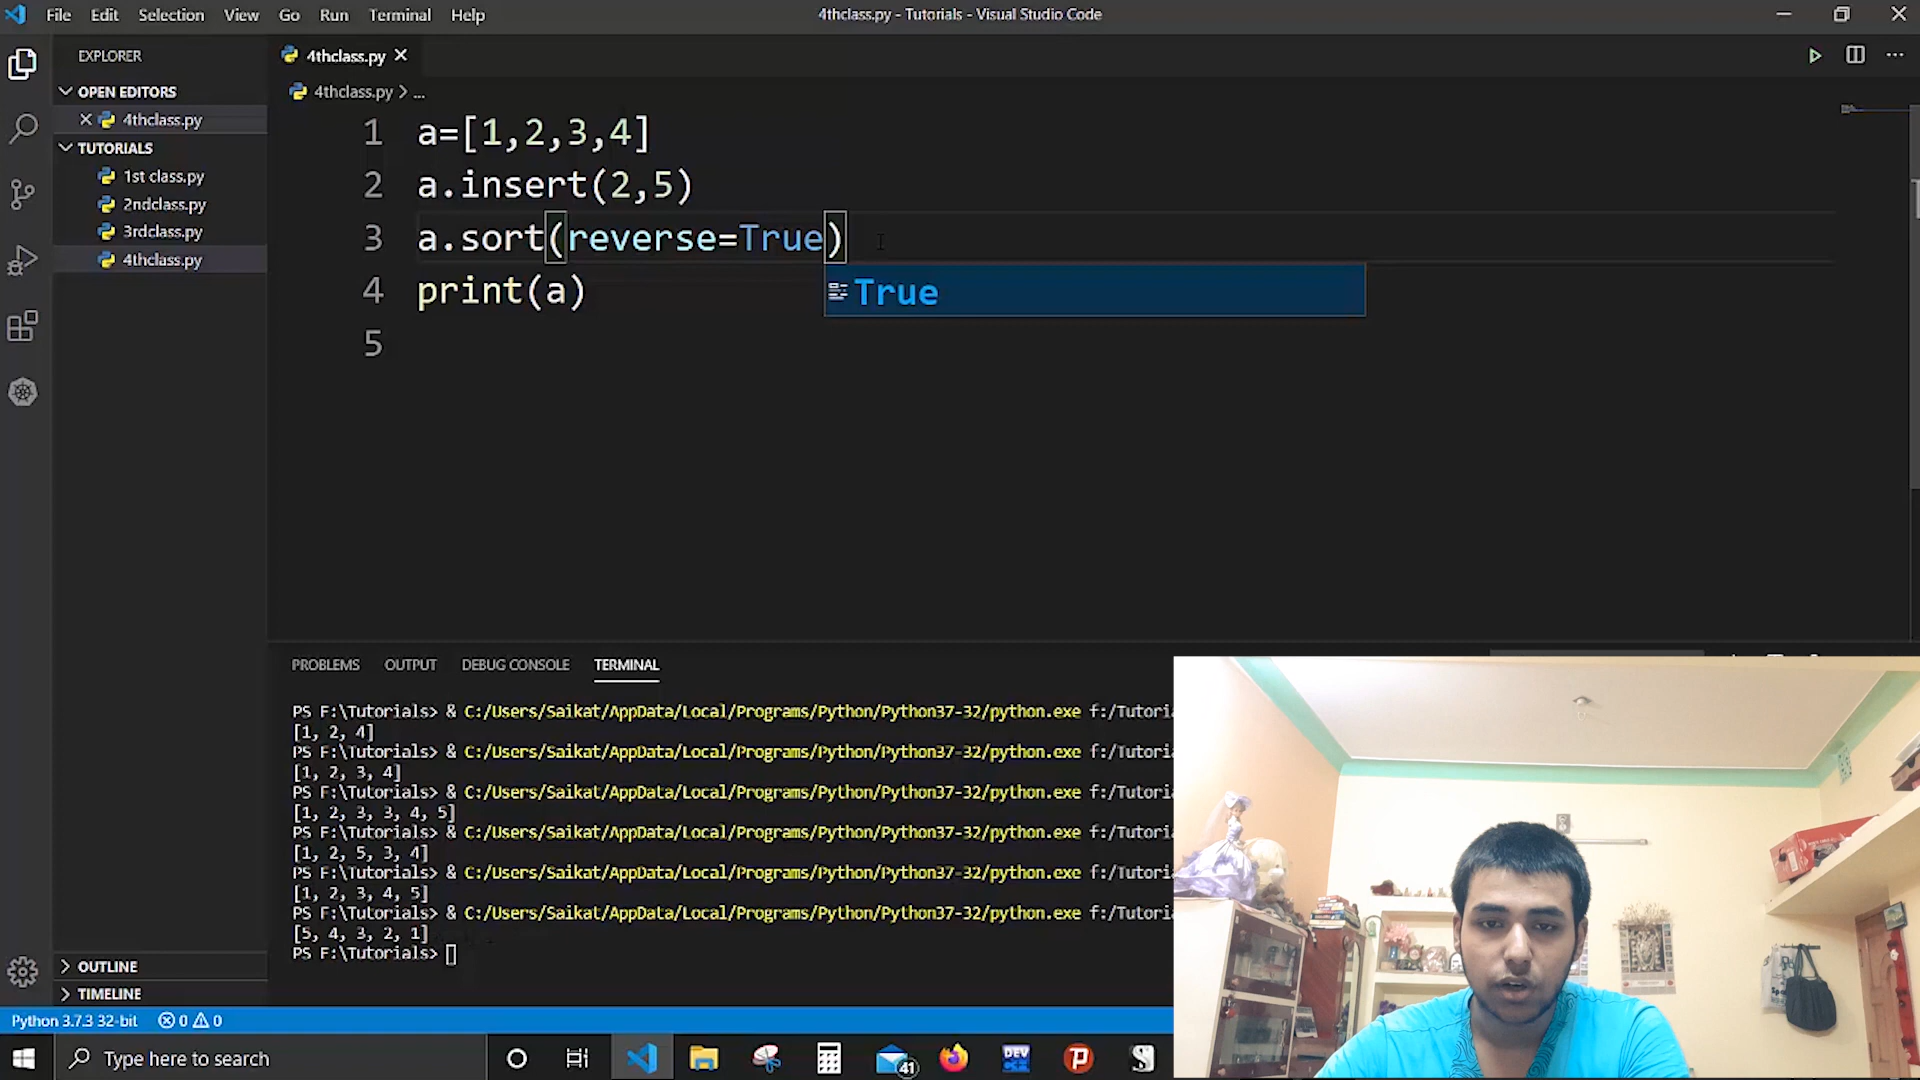 File Edit Selection View Go Run Terminal Help
4thclass.py - Tutorials - Visual Studio Code
EXPLORER
OPEN EDITORS
4thclass.py
TUTORIALS
1st class.py
2ndclass.py
3rdclass.py
4thclass.py
OUTLINE
TIMELINE
4thclass.py
4thclass.py > ...
1 a=[1,2,3,4]
2 a.insert(2,5)
3 a.sort(reverse=True)
True
4 print(a)
5
PROBLEMS OUTPUT DEBUG CONSOLE TERMINAL
PS F:\Tutorials> & C:/Users/Saikat/AppData/Local/Programs/Python/Python37-32/python.exe f:/Tutoria
[1, 2, 4]
PS F:\Tutorials> & C:/Users/Saikat/AppData/Local/Programs/Python/Python37-32/python.exe f:/Tutoria
[1, 2, 3, 4]
PS F:\Tutorials> & C:/Users/Saikat/AppData/Local/Programs/Python/Python37-32/python.exe f:/Tutoria
[1, 2, 3, 3, 4, 5]
PS F:\Tutorials> & C:/Users/Saikat/AppData/Local/Programs/Python/Python37-32/python.exe f:/Tutoria
[1, 2, 5, 3, 4]
PS F:\Tutorials> & C:/Users/Saikat/AppData/Local/Programs/Python/Python37-32/python.exe f:/Tutoria
[1, 2, 3, 4, 5]
PS F:\Tutorials> & C:/Users/Saikat/AppData/Local/Programs/Python/Python37-32/python.exe f:/Tutoria
[5, 4, 3, 2, 1]
PS F:\Tutorials>
Python 3.7.3 32-bit 0 0
Type here to search
41
DEV